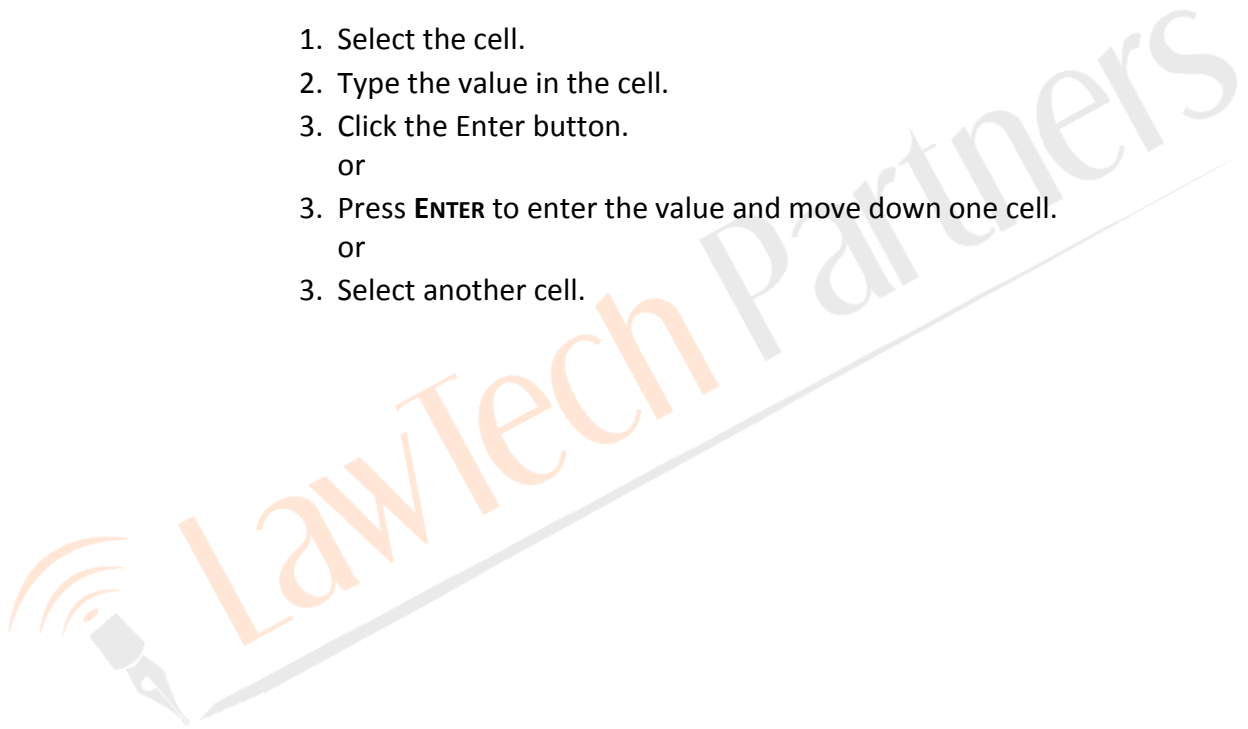 1. Select the cell.
2. Type the value in the cell.
3. Click the Enter button.
or
3. Press ENTER to enter the value and move down one cell.
or
3. Select another cell.
LawTech Partners